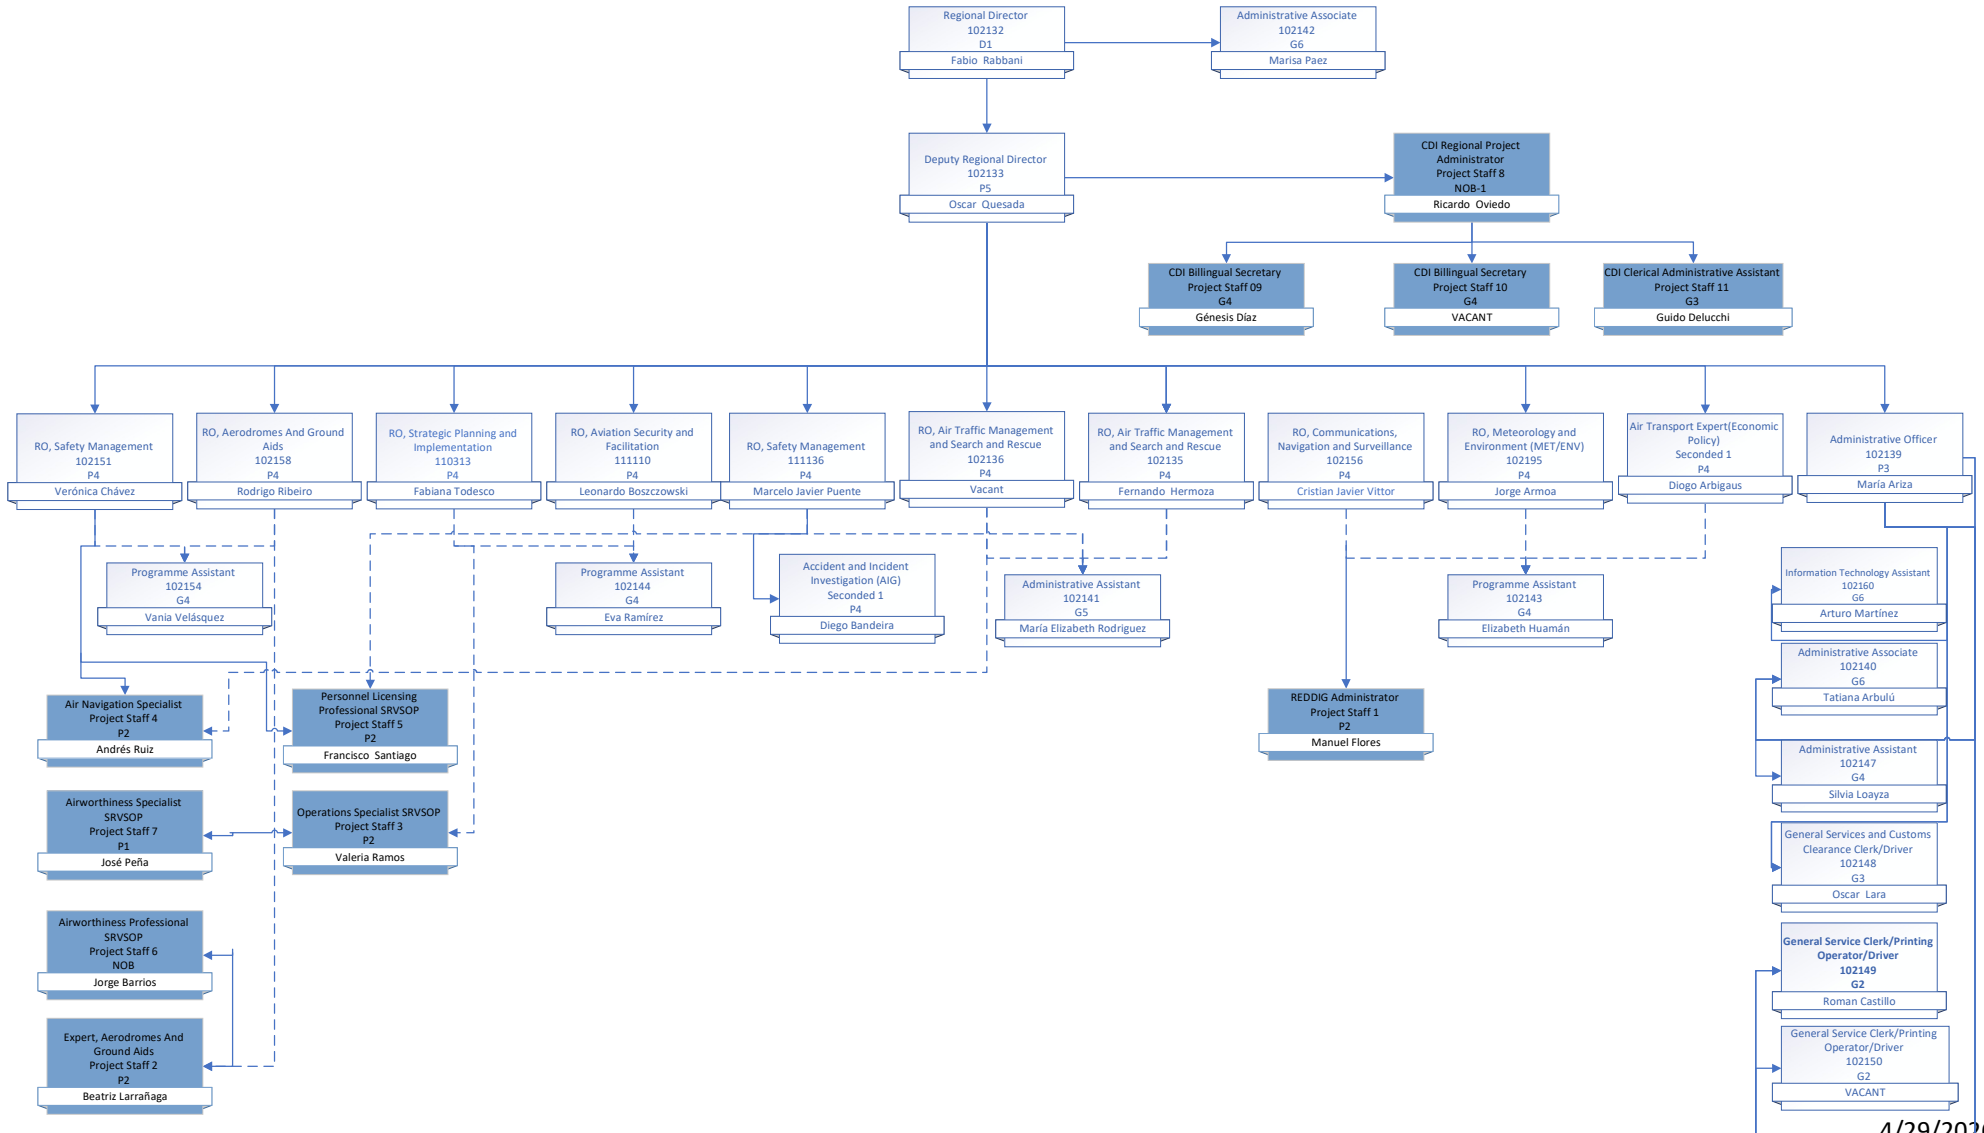 Regional Director
102132
D1
Fabio Rabbani
Administrative Associate
102142
G6
Marisa Paez
Deputy Regional Director
102133
P5
Oscar Quesada
CDI Regional Project
Administrator
Project Staff 8
NOB-1
Ricardo Oviedo
CDI Billingual Secretary
Project Staff 09
G4
Génesis Díaz
CDI Billingual Secretary
Project Staff 10
G4
VACANT
CDI Clerical Administrative Assistant
Project Staff 11
G3
Guido Delucchi
RO, Safety Management
102151
P4
Verónica Chávez
RO, Aerodromes And Ground
Aids
102158
P4
Rodrigo Ribeiro
RO, Strategic Planning and
Implementation
110313
P4
Fabiana Todesco
RO, Aviation Security and
Facilitation
111110
P4
Leonardo Boszczowski
RO, Safety Management
111136
P4
Marcelo Javier Puente
RO, Air Traffic Management
and Search and Rescue
102136
P4
Vacant
RO, Air Traffic Management
and Search and Rescue
102135
P4
Fernando Hermoza
RO, Communications,
Navigation and Surveillance
102156
P4
Cristian Javier Vittor
RO, Meteorology and
Environment (MET/ENV)
102195
P4
Jorge Armoa
Air Transport Expert(Economic
Policy)
Seconded 1
P4
Diogo Arbigaus
Administrative Officer
102139
P3
María Ariza
Programme Assistant
102154
G4
Vania Velásquez
Programme Assistant
102144
G4
Eva Ramírez
Accident and Incident
Investigation (AIG)
Seconded 1
P4
Diego Bandeira
Administrative Assistant
102141
G5
María Elizabeth Rodriguez
Programme Assistant
102143
G4
Elizabeth Huamán
Information Technology Assistant
102160
G6
Arturo Martínez
Administrative Associate
102140
G6
Tatiana Arbulú
Air Navigation Specialist
Project Staff 4
P2
Andrés Ruiz
Personnel Licensing
Professional SRVSOP
Project Staff 5
P2
Francisco Santiago
REDDIG Administrator
Project Staff 1
P2
Manuel Flores
Administrative Assistant
102147
G4
Silvia Loayza
Airworthiness Specialist
SRVSOP
Project Staff 7
P1
José Peña
Operations Specialist SRVSOP
Project Staff 3
P2
Valeria Ramos
General Services and Customs
Clearance Clerk/Driver
102148
G3
Oscar Lara
Airworthiness Professional
SRVSOP
Project Staff 6
NOB
Jorge Barrios
General Service Clerk/Printing
Operator/Driver
102149
G2
Roman Castillo
Expert, Aerodromes And
Ground Aids
Project Staff 2
P2
Beatriz Larrañaga
General Service Clerk/Printing
Operator/Driver
102150
G2
VACANT